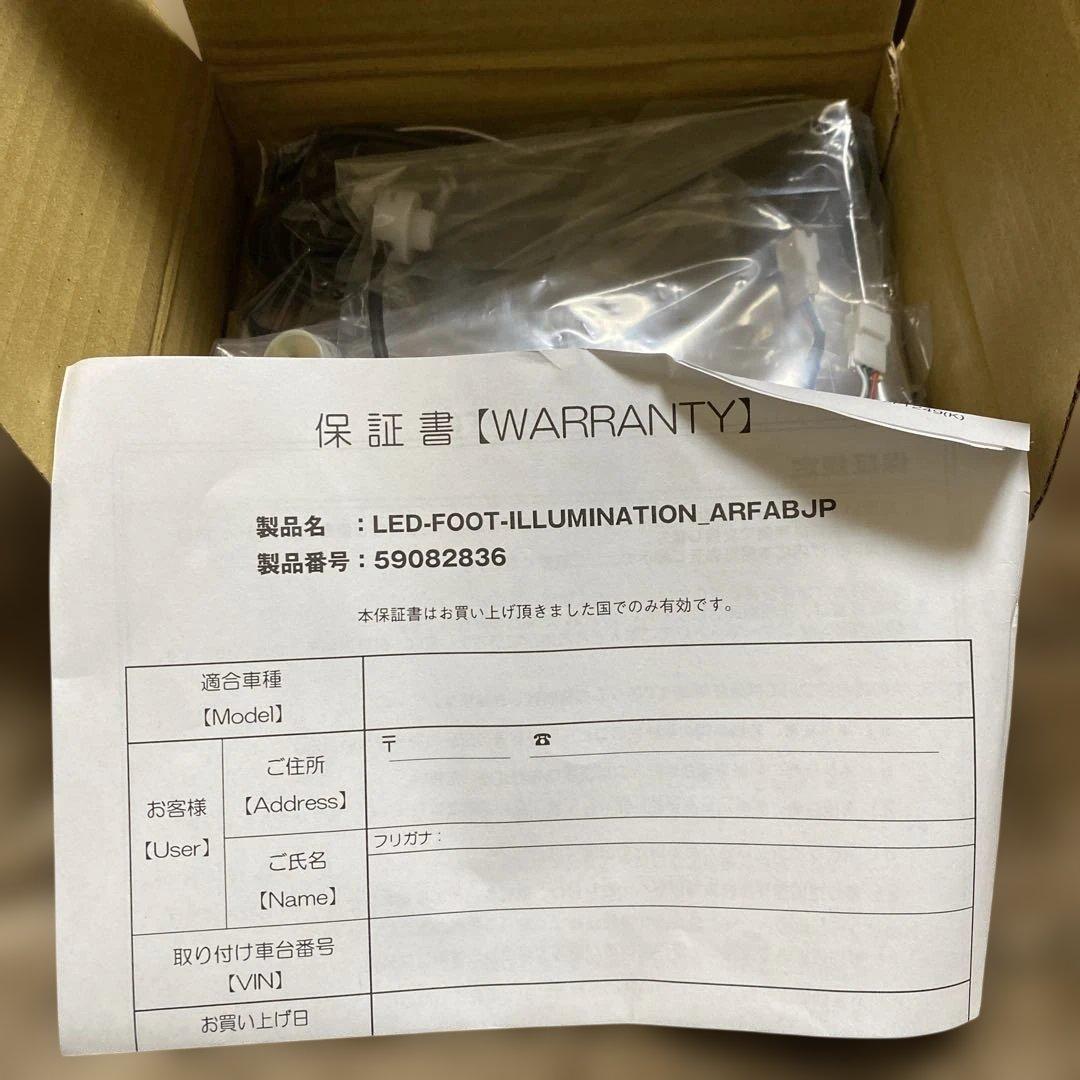 保証書【WARRANTY】
製品名 ：LED-FOOT-ILLUMINATION_ARFABJP
製品番号：59082836
本保証書はお買い上げ頂きました国でのみ有効です。
適合車種
【Model】
お客様
【User】
ご住所
【Address】
〒 ☎
ご氏名
【Name】
フリガナ：
取り付け車台番号
【VIN】
お買い上げ日